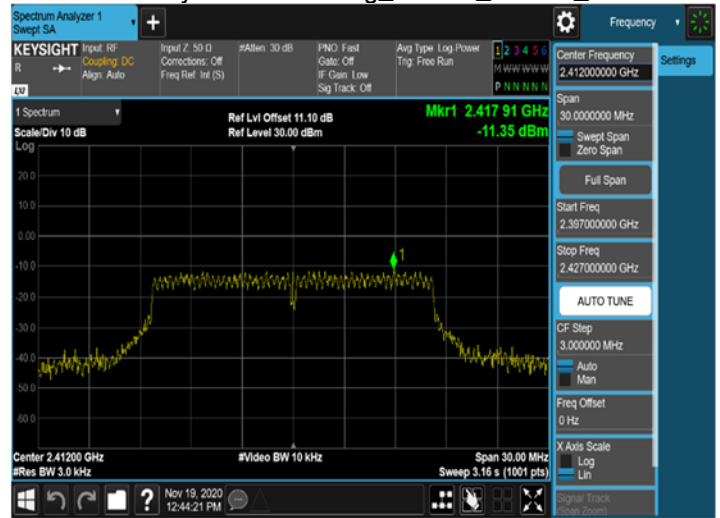 Spectrum Analyzer 1
Swept SA
+
Frequency
KEYSIGHT
R
LXI
Input: RF
Coupling: DC
Align: Auto
Input Z: 50 Ω
Corrections: Off
Freq Ref: Int (S)
#Atten: 30 dB
PNO: Fast
Gate: Off
IF Gain: Low
Sig Track: Off
Avg Type: Log-Power
Trig: Free Run
1 2 3 4 5 6
M W W W W W
P N N N N N
Center Frequency
2.412000000 GHz
Settings
Span
30.0000000 MHz
Swept Span
Zero Span
Full Span
Start Freq
2.397000000 GHz
Stop Freq
2.427000000 GHz
AUTO TUNE
CF Step
3.000000 MHz
Auto
Man
Freq Offset
0 Hz
X Axis Scale
Log
Lin
Signal Track
(Span Zoom)
1 Spectrum
Scale/Div 10 dB
Log
Ref Lvl Offset 11.10 dB
Ref Level 30.00 dBm
Mkr1 2.417 91 GHz
-11.35 dBm
20.0
10.0
0.00
-10.0
-20.0
-30.0
-40.0
-50.0
-60.0
1
Center 2.41200 GHz
#Res BW 3.0 kHz
#Video BW 10 kHz
Span 30.00 MHz
Sweep 3.16 s (1001 pts)
?
Nov 19, 2020
12:44:21 PM